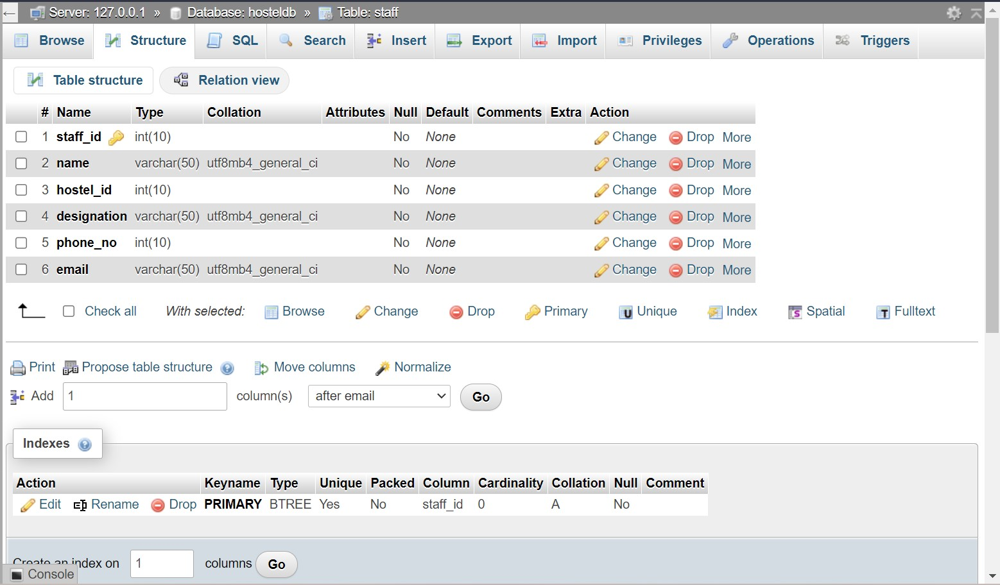 Server: 127.0.0.1 » Database: hosteldb » Table: staff
Browse Structure SQL Search Insert Export Import Privileges Operations Triggers
Table structure Relation view
# Name Type Collation Attributes Null Default Comments Extra Action
1 staff_id int(10) No None Change Drop More
2 name varchar(50) utf8mb4_general_ci No None Change Drop More
3 hostel_id int(10) No None Change Drop More
4 designation varchar(50) utf8mb4_general_ci No None Change Drop More
5 phone_no int(10) No None Change Drop More
6 email varchar(50) utf8mb4_general_ci No None Change Drop More
Check all With selected: Browse Change Drop Primary Unique Index Spatial Fulltext
Print Propose table structure Move columns Normalize
Add 1 column(s) after email Go
Indexes
Action Keyname Type Unique Packed Column Cardinality Collation Null Comment
Edit Rename Drop PRIMARY BTREE Yes No staff_id 0 A No
Create an index on 1 columns Go
Console